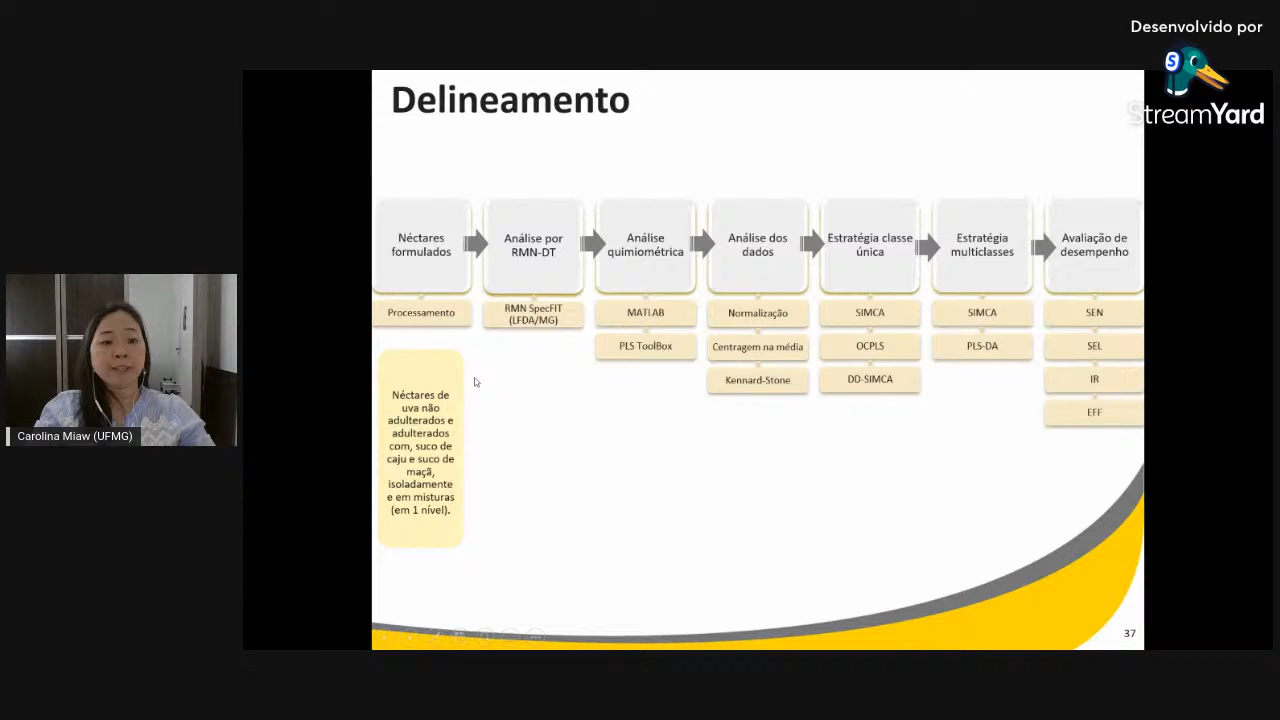 Desenvolvido por
StreamYard
Delineamento
Néctares
formulados
Análise por
RMN-DT
Análise
quimiométrica
Análise dos
dados
Estratégia classe
única
Estratégia
multiclasses
Avaliação de
desempenho
Processamento
RMN SpecFIT
(LFDA/MG)
MATLAB
PLS ToolBox
Normalização
Centragem na média
Kennard-Stone
SIMCA
OCPLS
DD-SIMCA
SIMCA
PLS-DA
SEN
SEL
IR
EFF
Néctares de
uva não
adulterados e
adulterados
com, suco de
caju e suco de
maçã,
isoladamente
e em misturas
(em 1 nível).
Carolina Miaw (UFMG)
37